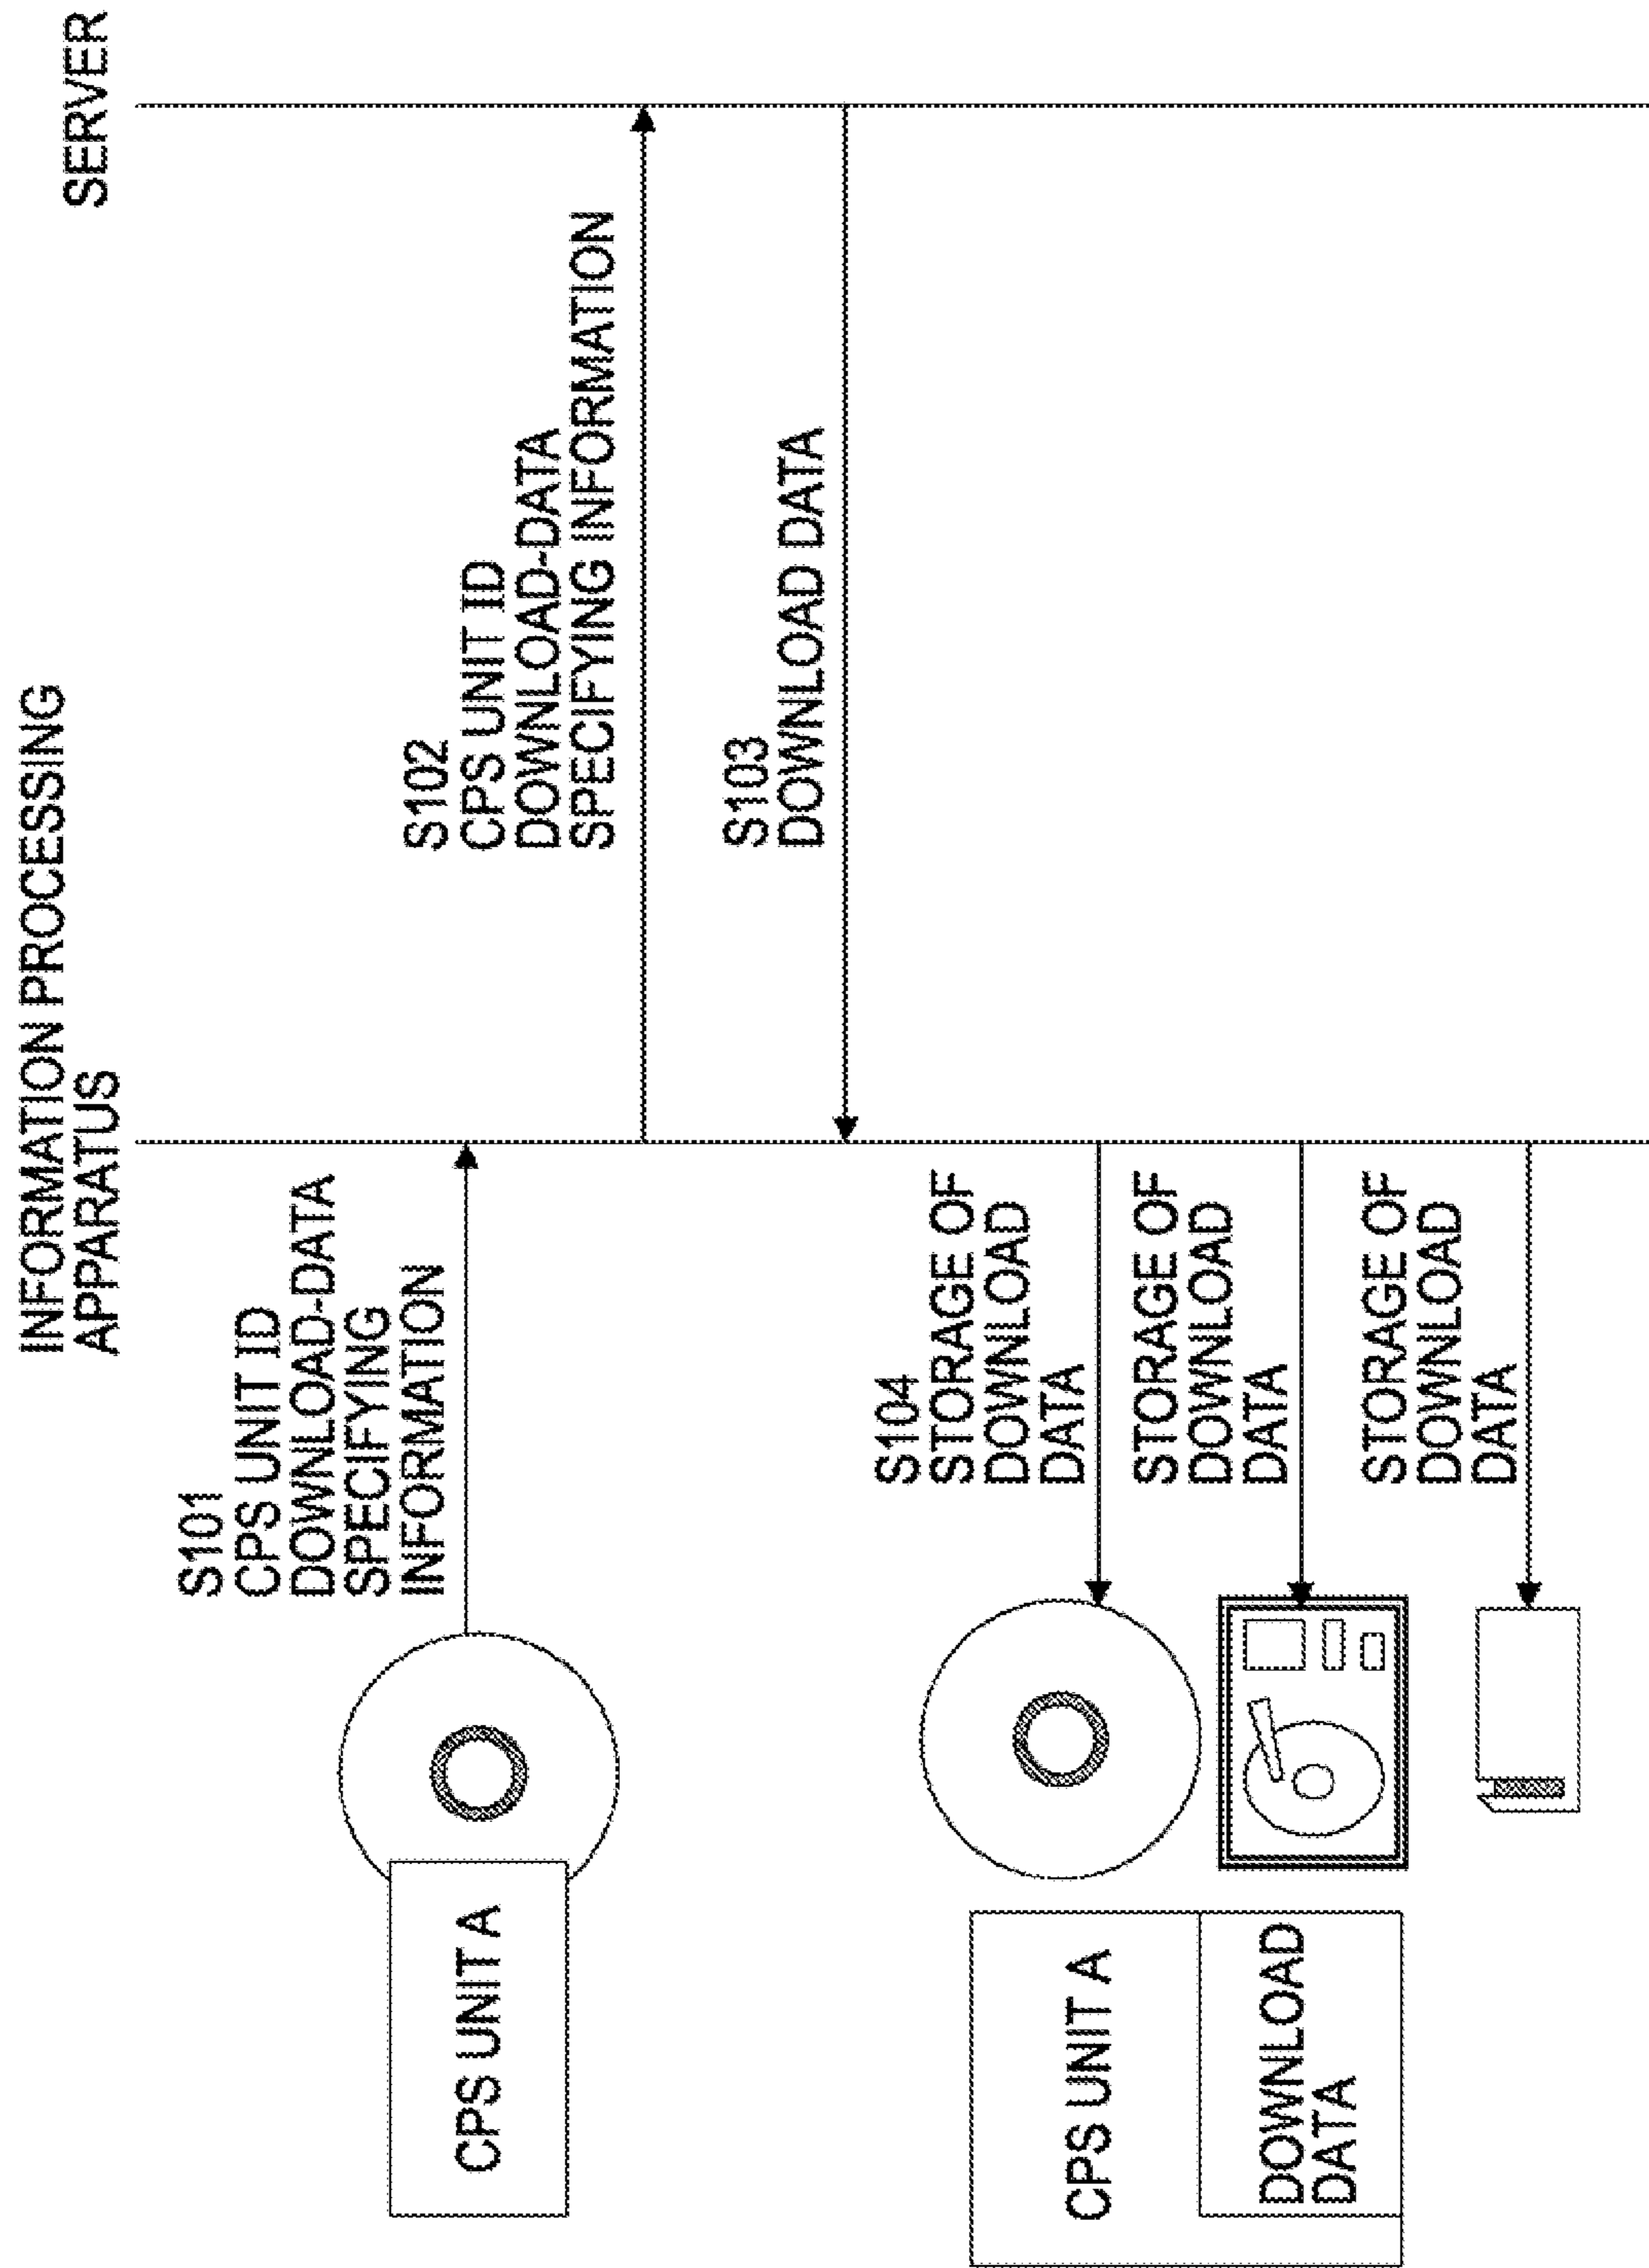 INFORMATION PROCESSING
APPARATUS
SERVER
S101
CPS UNIT ID
DOWNLOAD-DATA
SPECIFYING
INFORMATION
CPS UNIT A
S102
CPS UNIT ID
DOWNLOAD-DATA
SPECIFYING INFORMATION
S103
DOWNLOAD DATA
S104
STORAGE OF
DOWNLOAD
DATA
STORAGE OF
DOWNLOAD
DATA
STORAGE OF
DOWNLOAD
DATA
CPS UNIT A
DOWNLOAD
DATA